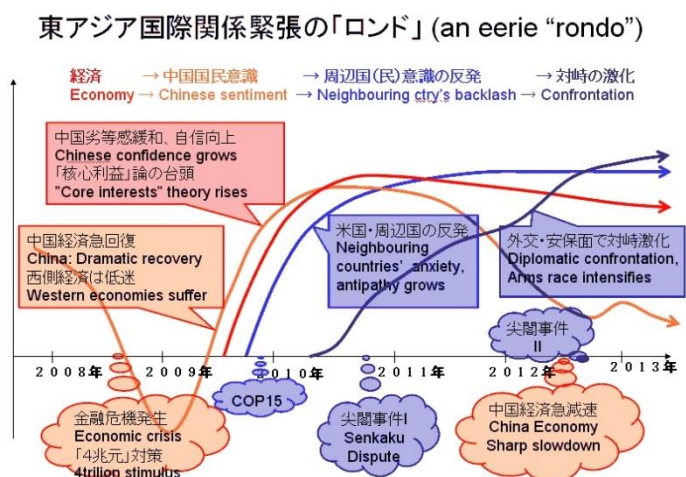 東アジア国際関係緊張の「ロンド」 (an eerie “rondo”)
経済 → 中国国民意識 → 周辺国(民)意識の反発 → 対峙の激化
Economy → Chinese sentiment → Neighbouring ctry's backlash → Confrontation
中国劣等感緩和、自信向上
Chinese confidence grows
「核心利益」論の台頭
"Core interests" theory rises
中国経済急回復
China: Dramatic recovery
西側経済は低迷
Western economies suffer
米国・周辺国の反発
Neighbouring
countries' anxiety,
antipathy grows
外交・安保面で対峙激化
Diplomatic confrontation,
Arms race intensifies
尖閣事件
II
2008年 2009年 2010年 2011年 2012年 2013年
COP15
金融危機発生
Economic crisis
「4兆元」対策
4trilion stimulus
尖閣事件I
Senkaku
Dispute
中国経済急減速
China Economy
Sharp slowdown